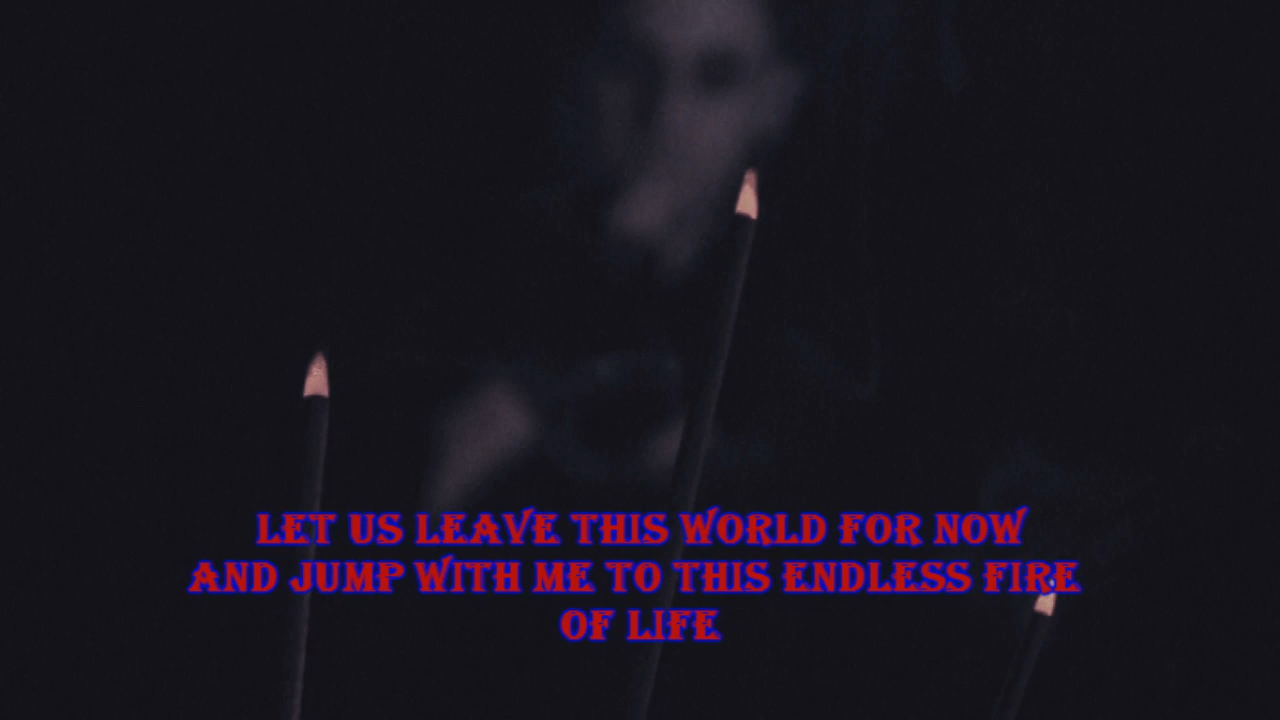 LET US LEAVE THIS WORLD FOR NOW
AND JUMP WITH ME TO THIS ENDLESS FIRE
OF LIFE